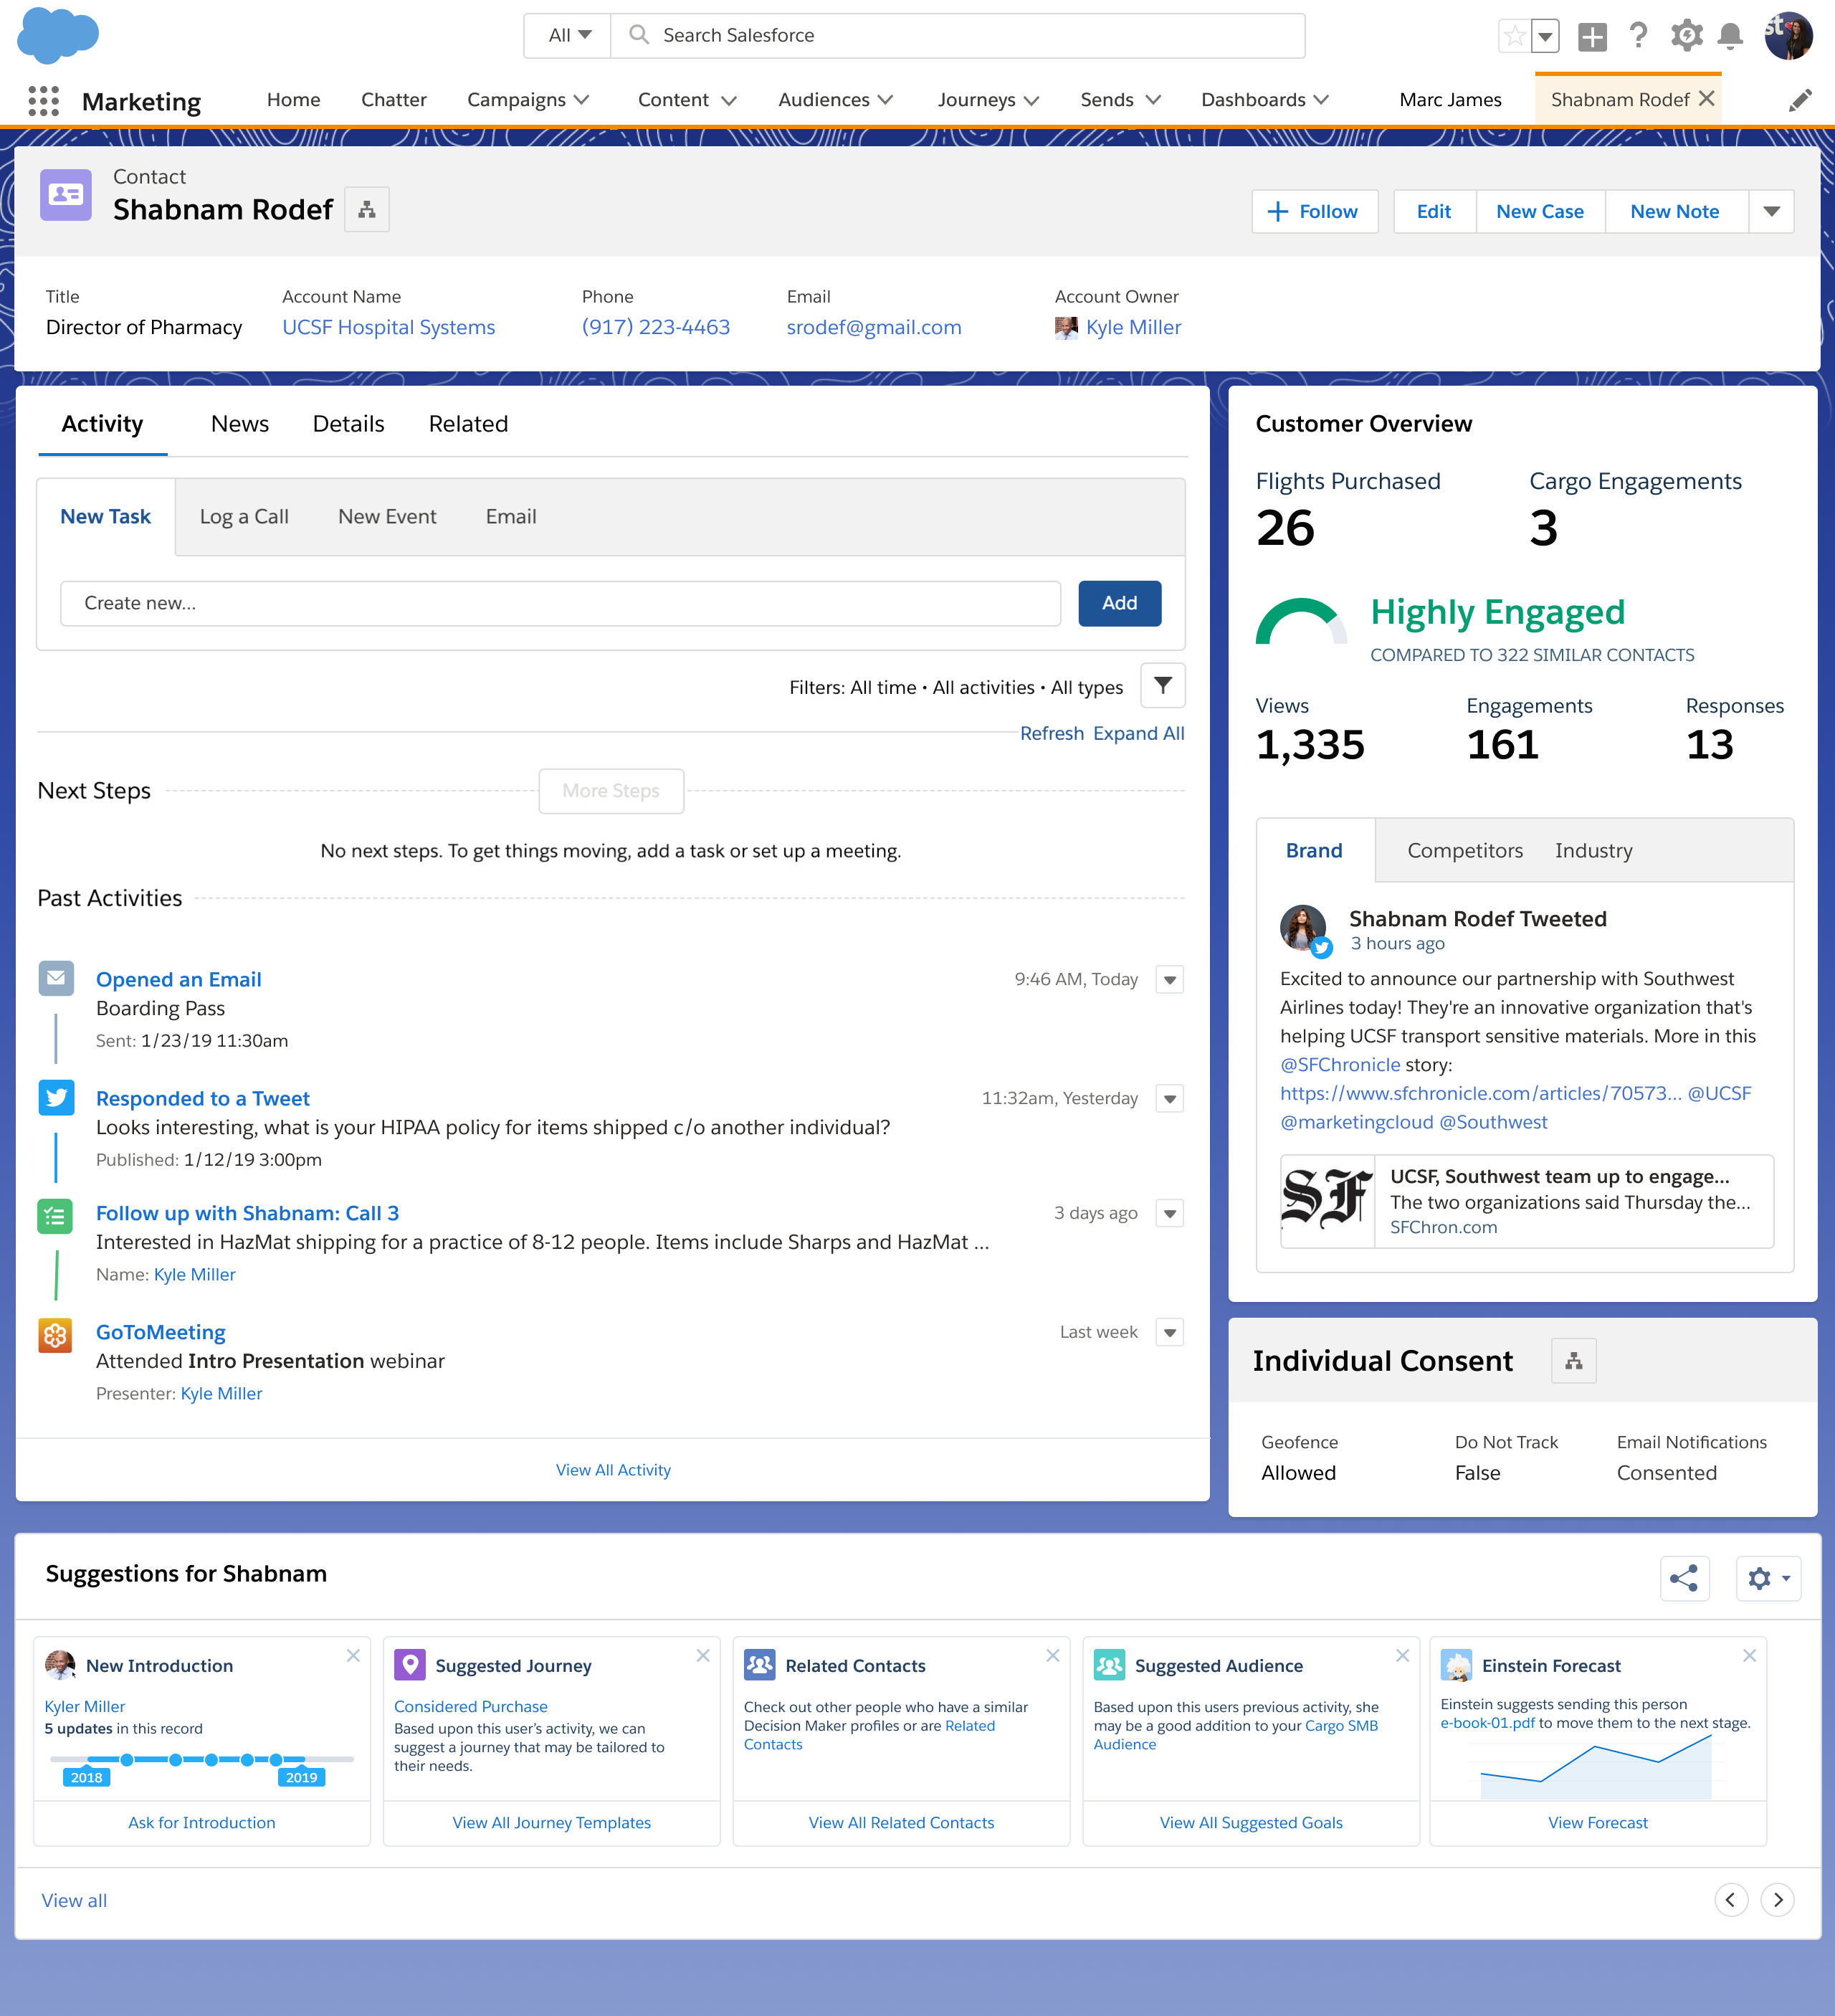 All
Search Salesforce
Marketing
Home
Chatter
Campaigns
Content
Audiences
Journeys
Sends
Dashboards
Marc James
Shabnam Rodef
Contact
Shabnam Rodef
Follow
Edit
New Case
New Note
Title
Account Name
Phone
Email
Account Owner
Director of Pharmacy
UCSF Hospital Systems
(917) 223-4463
srodef@gmail.com
Kyle Miller
Activity
News
Details
Related
New Task
Log a Call
New Event
Email
Create new...
Add
Filters: All time • All activities • All types
Refresh Expand All
Next Steps
More Steps
No next steps. To get things moving, add a task or set up a meeting.
Past Activities
Opened an Email
9:46 AM, Today
Boarding Pass
Sent: 1/23/19 11:30am
Responded to a Tweet
11:32am, Yesterday
Looks interesting, what is your HIPAA policy for items shipped c/o another individual?
Published: 1/12/19 3:00pm
Follow up with Shabnam: Call 3
3 days ago
Interested in HazMat shipping for a practice of 8-12 people. Items include Sharps and HazMat ...
Name: Kyle Miller
GoToMeeting
Last week
Attended Intro Presentation webinar
Presenter: Kyle Miller
View All Activity
Customer Overview
Flights Purchased
Cargo Engagements
26
3
Highly Engaged
COMPARED TO 322 SIMILAR CONTACTS
Views
Engagements
Responses
1,335
161
13
Brand
Competitors
Industry
Shabnam Rodef Tweeted
3 hours ago
Excited to announce our partnership with Southwest
Airlines today! They're an innovative organization that's
helping UCSF transport sensitive materials. More in this
@SFChronicle story:
https://www.sfchronicle.com/articles/70573... @UCSF
@marketingcloud @Southwest
SF
UCSF, Southwest team up to engage...
The two organizations said Thursday the...
SFChron.com
Individual Consent
Geofence
Do Not Track
Email Notifications
Allowed
False
Consented
Suggestions for Shabnam
New Introduction
Kyler Miller
5 updates in this record
2018
2019
Ask for Introduction
Suggested Journey
Considered Purchase
Based upon this user's activity, we can
suggest a journey that may be tailored to
their needs.
View All Journey Templates
Related Contacts
Check out other people who have a similar
Decision Maker profiles or are Related
Contacts
View All Related Contacts
Suggested Audience
Based upon this users previous activity, she
may be a good addition to your Cargo SMB
Audience
View All Suggested Goals
Einstein Forecast
Einstein suggests sending this person
e-book-01.pdf to move them to the next stage.
View Forecast
View all